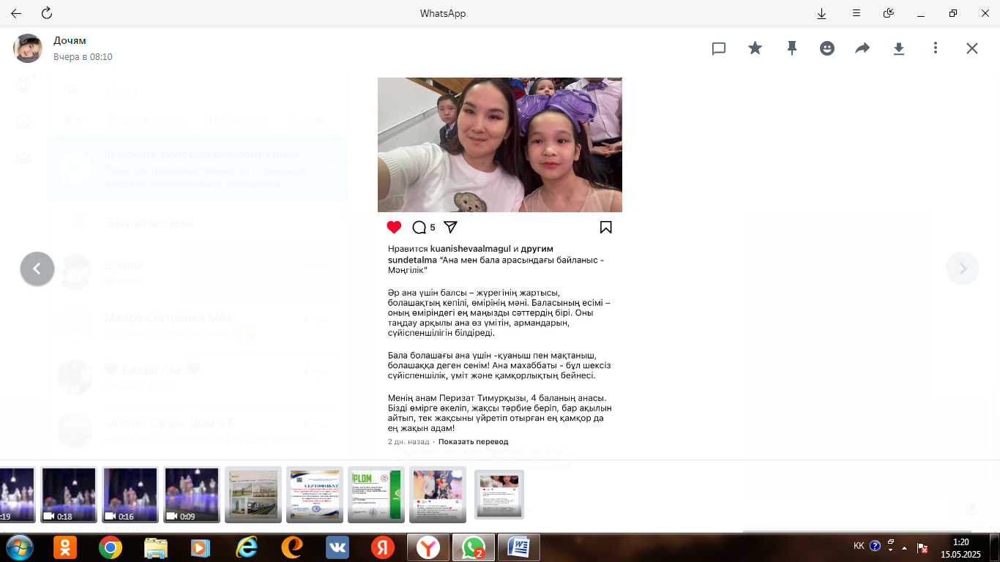 WhatsApp
Дочям
Вчера в 08:10
Поиск
Все Непрочитанное Избранное Группы
Включить фоновую синхронизацию
Закрытые чаты
Дочям
Фото
Майра Сестренка Моя
БАУЫРЛАР
«Алтын Орда» Дом 9 Б
5
Нравится kuanishevaalmagul и другим
sundetalma “Ана мен бала арасындағы байланыс -
Мәңгілік”
Әр ана үшін балсы – жүрегінің жартысы,
болашақтың кепілі, өмірінің мәні. Баласының есімі –
оның өміріндегі ең маңызды сәттердің бірі. Оны
таңдау арқылы ана өз үмітін, армандарын,
сүйіспеншілігін білдіреді.
Бала болашағы ана үшін -қуаныш пен мақтаныш,
болашаққа деген сенім! Ана махаббаты - бұл шексіз
сүйіспеншілік, үміт және қамқорлықтың бейнесі.
Менің анам Перизат Тимурқызы, 4 баланың анасы.
Бізді өмірге әкеліп, жақсы тәрбие беріп, бар ақылын
айтып, тек жақсыны үйретіп отырған ең қамқор да
ең жақын адам!
2 дн. назад · Показать перевод
:19
0:18
0:16
0:09
СЕРТИФИКАТ
KK
1:20
15.05.2025
2